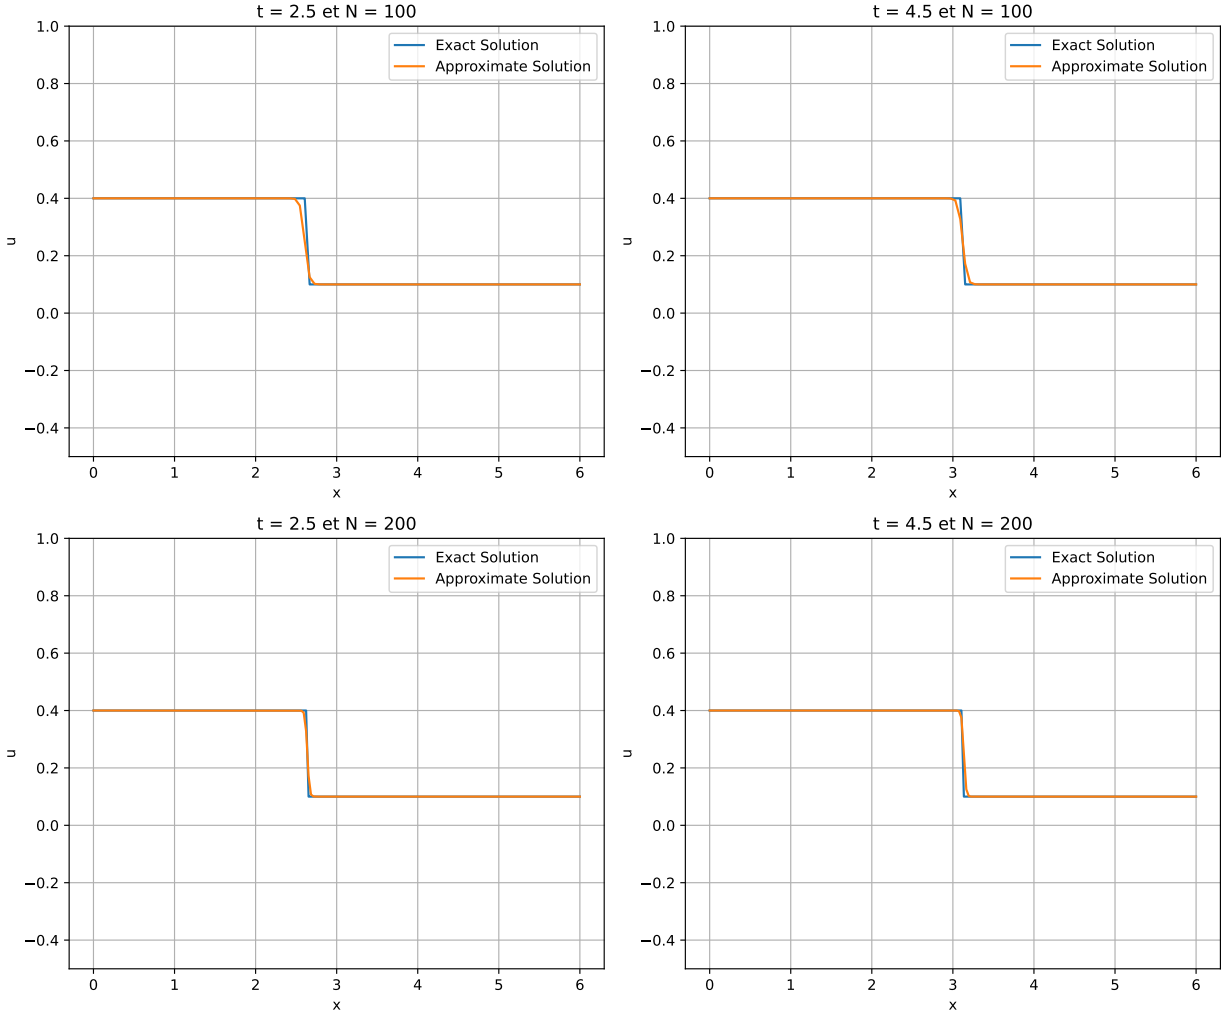 t = 2.5 et N = 100
1.0
0.8
0.6
0.4
0.2
0.0
−0.2
−0.4
u
Exact Solution
Approximate Solution
0 1 2 3 4 5 6
x
t = 4.5 et N = 100
1.0
0.8
0.6
0.4
0.2
0.0
−0.2
−0.4
u
Exact Solution
Approximate Solution
0 1 2 3 4 5 6
x
t = 2.5 et N = 200
1.0
0.8
0.6
0.4
0.2
0.0
−0.2
−0.4
u
Exact Solution
Approximate Solution
0 1 2 3 4 5 6
x
t = 4.5 et N = 200
1.0
0.8
0.6
0.4
0.2
0.0
−0.2
−0.4
u
Exact Solution
Approximate Solution
0 1 2 3 4 5 6
x